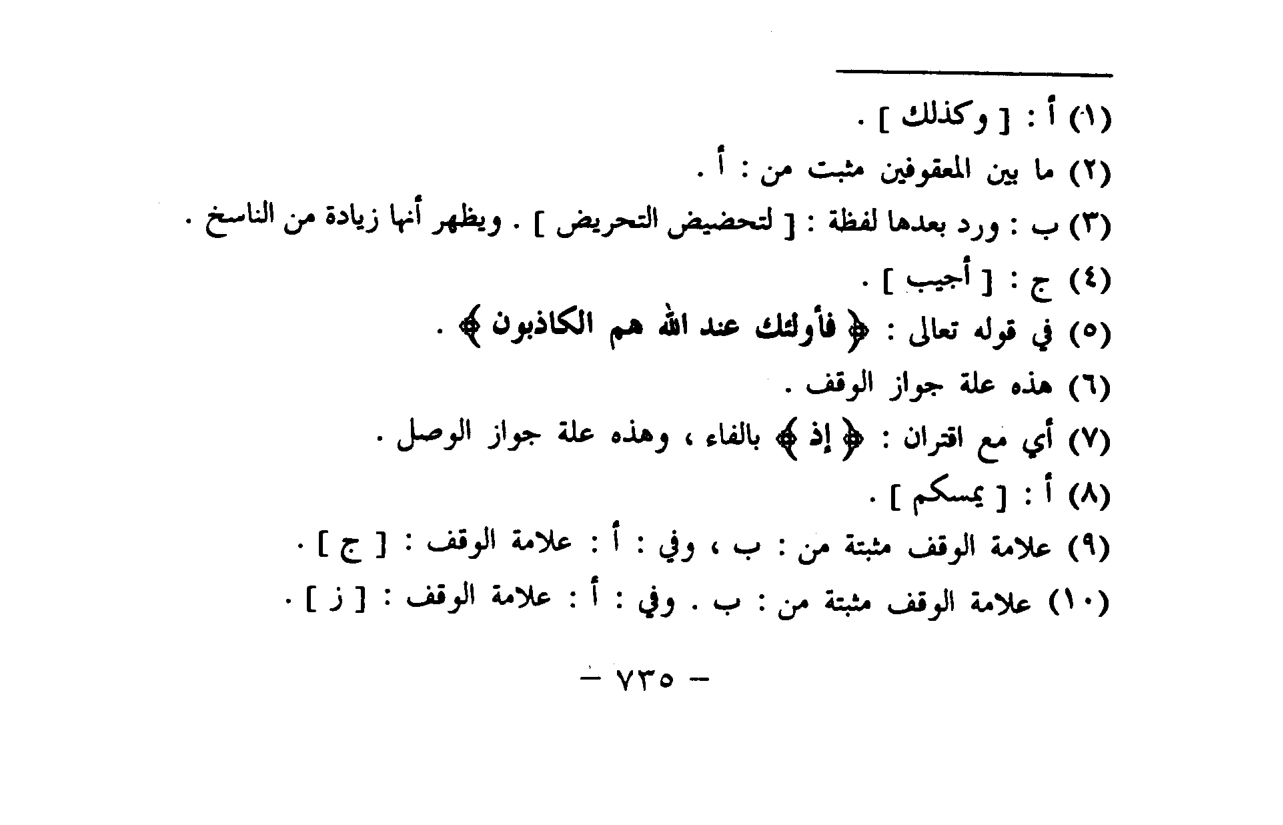 (١) أ : [ وكذلك ] .
(٢) ما بين المعقوفين مثبت من : أ .
(٣) ب : ورد بعدها لفظة : [ لتحضيض التحريض ] . ويظهر أنها زيادة من الناسخ .
(٤) ج : [ أجيب ] .
(٥) في قوله تعالى : ﴿ فأولئك عند الله هم الكاذبون ﴾ .
(٦) هذه علة جواز الوقف .
(٧) أي مع اقتران : ﴿ إذ ﴾ بالفاء ، وهذه علة جواز الوصل .
(٨) أ : [ يمسكم ] .
(٩) علامة الوقف مثبتة من : ب ، وفي : أ : علامة الوقف : [ ج ] .
(١٠) علامة الوقف مثبتة من : ب . وفي : أ : علامة الوقف : [ ز ] .
– ٧٣٥ –